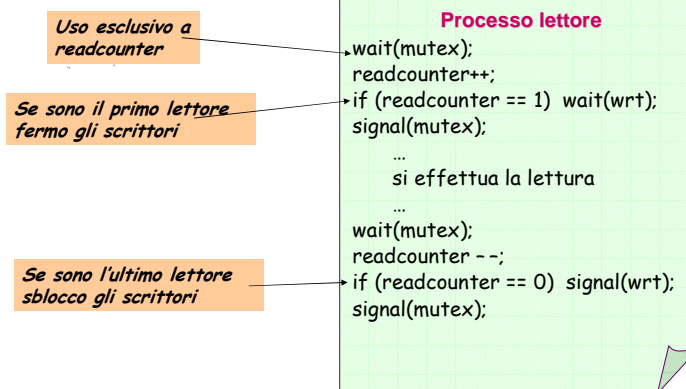 Uso esclusivo a
readcounter
Se sono il primo lettore
fermo gli scrittori
Se sono l'ultimo lettore
sblocco gli scrittori
Processo lettore
wait(mutex);
readcounter++;
if (readcounter == 1) wait(wrt);
signal(mutex);
…
si effettua la lettura
…
wait(mutex);
readcounter – –;
if (readcounter == 0) signal(wrt);
signal(mutex);